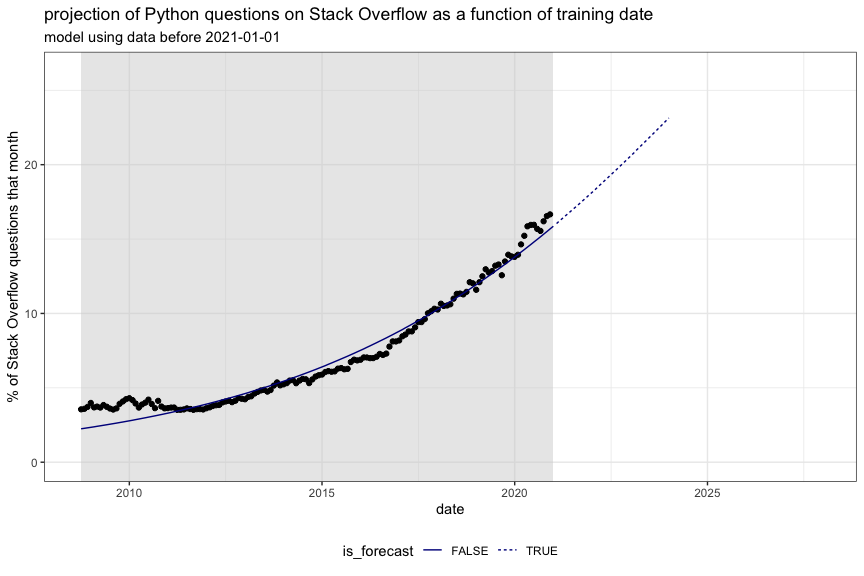 projection of Python questions on Stack Overflow as a function of training date
model using data before 2021-01-01
% of Stack Overflow questions that month
20
10
0
2010 2015 2020 2025
date
is_forecast FALSE TRUE